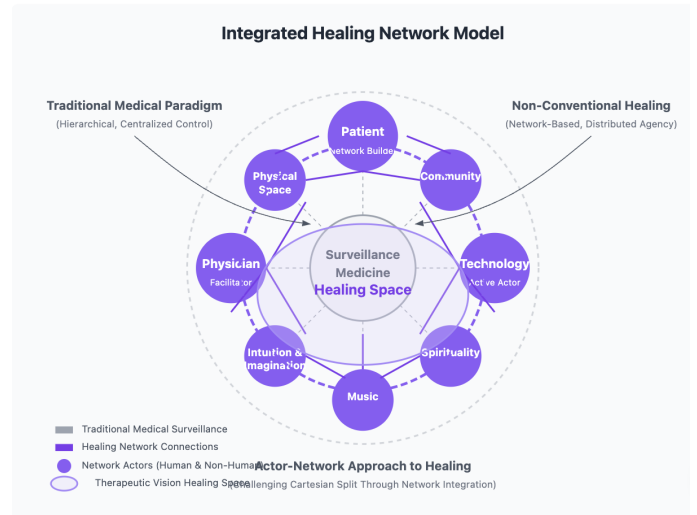 Integrated Healing Network Model
Traditional Medical Paradigm
(Hierarchical, Centralized Control)
Non-Conventional Healing
(Network-Based, Distributed Agency)
Patient
Network Builder
Physical
Space
Community
Surveillance
Medicine
Healing Space
Physician
Facilitator
Technology
Active Actor
Intuition &
Imagination
Spirituality
Music
Traditional Medical Surveillance
Healing Network Connections
Network Actors (Human & Non-Human)
Therapeutic Vision Healing Space
Actor-Network Approach to Healing
(Challenging Cartesian Split Through Network Integration)